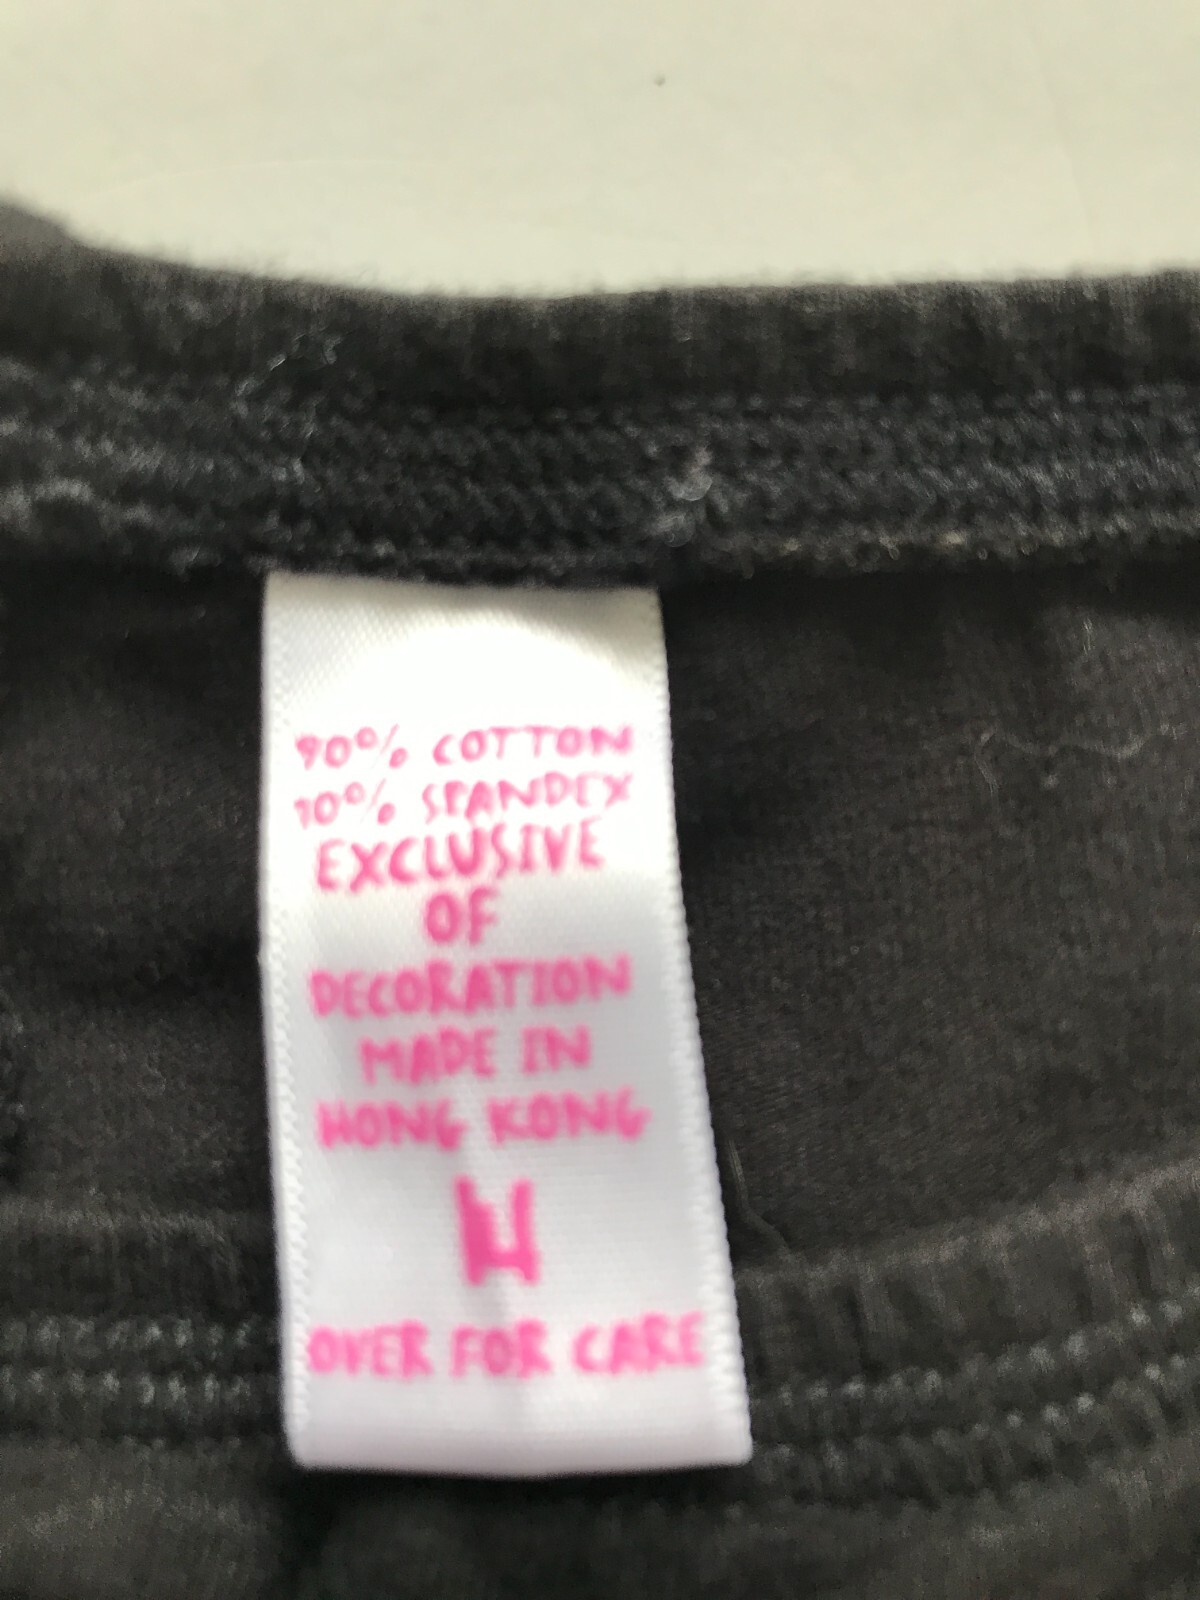 90% COTTON
10% SPANDEX
EXCLUSIVE
OF
DECORATION
MADE IN
HONG KONG
M
OVER FOR CARE